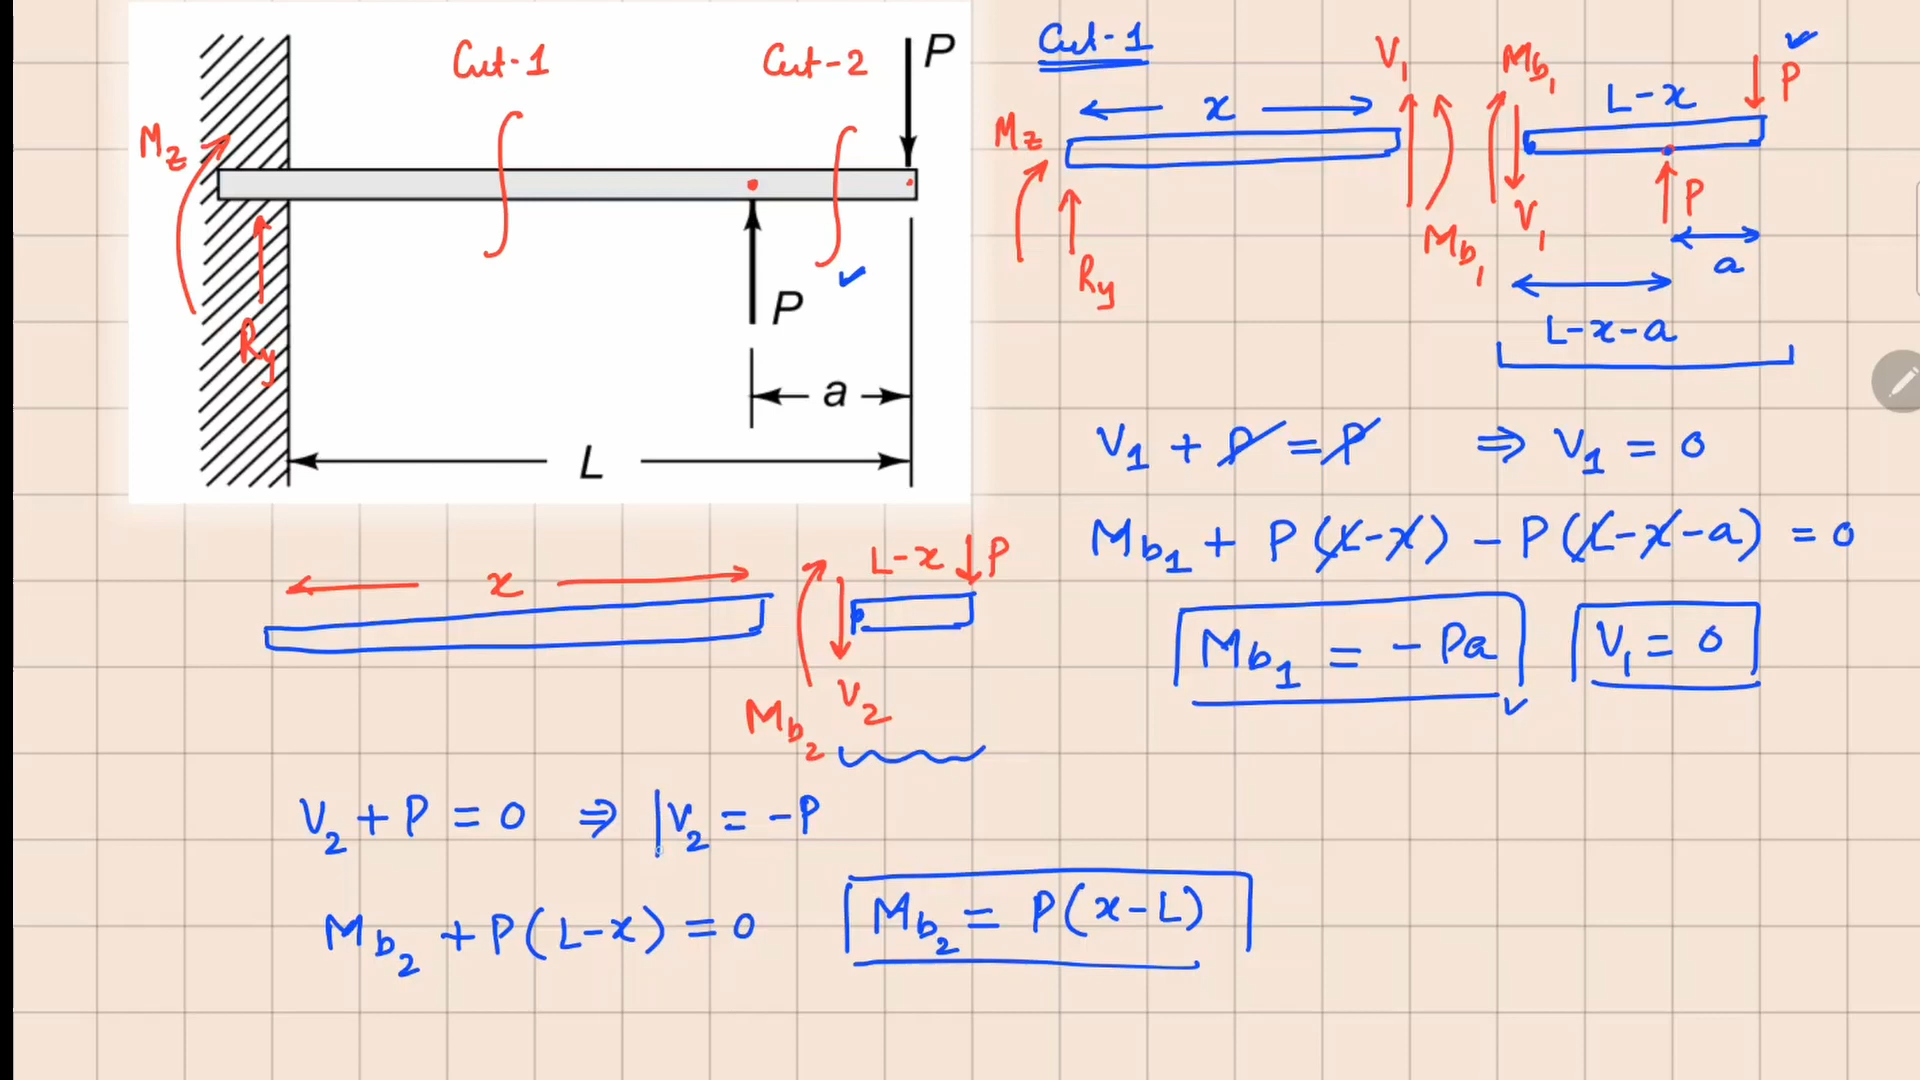 Cut-1
Cut-2
P
Mz
Ry
P
a
L
Cut-1
x
Mz
Ry
V₁
Mb₁
Mb₁
V₁
L-x
P
P
a
L-x-a
V₁ + P = P ⇒ V₁ = 0
Mb₁ + P(L-x) - P(L-x-a) = 0
Mb₁ = - Pa
V₁ = 0
x
L-x
P
Mb₂
V₂
V₂ + P = 0 ⇒ V₂ = -P
Mb₂ + P(L-x) = 0
Mb₂ = P(x-L)